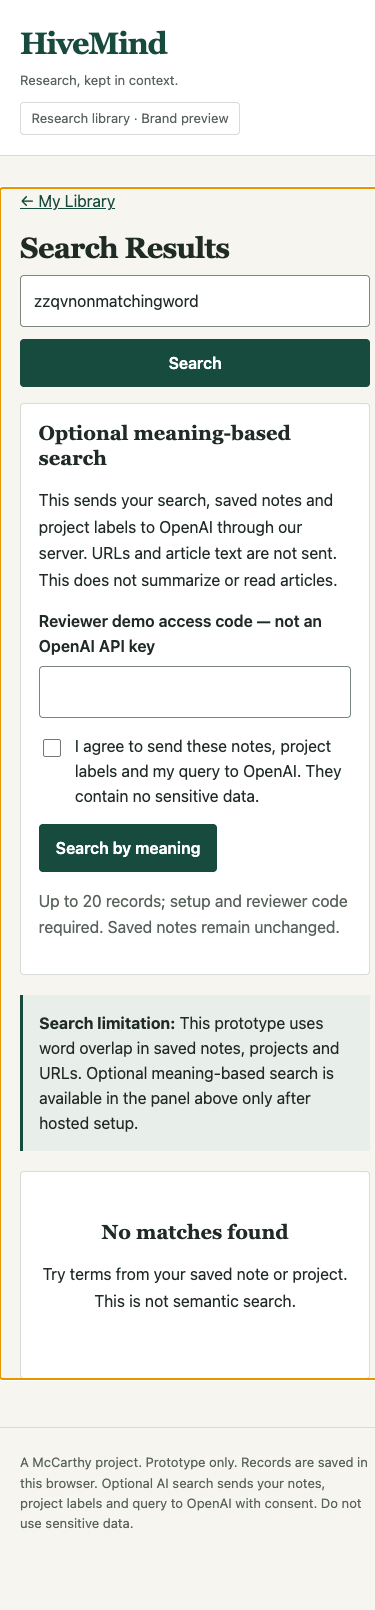 HiveMind
Research, kept in context.
Research library · Brand preview
← My Library
Search Results
zzqvnonmatchingword
Search
Optional meaning-based
search
This sends your search, saved notes and
project labels to OpenAI through our
server. URLs and article text are not sent.
This does not summarize or read articles.
Reviewer demo access code — not an
OpenAI API key
I agree to send these notes, project
labels and my query to OpenAI. They
contain no sensitive data.
Search by meaning
Up to 20 records; setup and reviewer code
required. Saved notes remain unchanged.
Search limitation: This prototype uses
word overlap in saved notes, projects and
URLs. Optional meaning-based search is
available in the panel above only after
hosted setup.
No matches found
Try terms from your saved note or project.
This is not semantic search.
A McCarthy project. Prototype only. Records are saved in
this browser. Optional AI search sends your notes,
project labels and query to OpenAI with consent. Do not
use sensitive data.